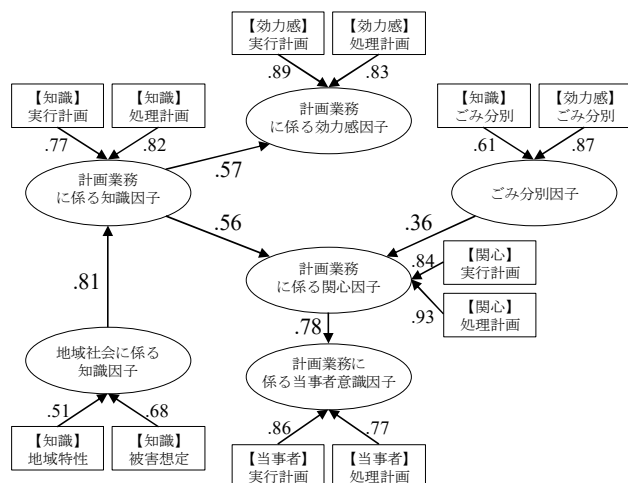 【効力感】
実行計画
【効力感】
処理計画
.89
.83
計画業務
に係る効力感因子
【知識】
実行計画
【知識】
処理計画
.77
.82
計画業務
に係る知識因子
.57
【知識】
ごみ分別
【効力感】
ごみ分別
.61
.87
ごみ分別因子
.56
.36
計画業務
に係る関心因子
.84
【関心】
実行計画
.93
【関心】
処理計画
.81
.78
地域社会に係る
知識因子
計画業務に
係る当事者意識因子
.51
.68
【知識】
地域特性
【知識】
被害想定
.86
.77
【当事者】
実行計画
【当事者】
処理計画